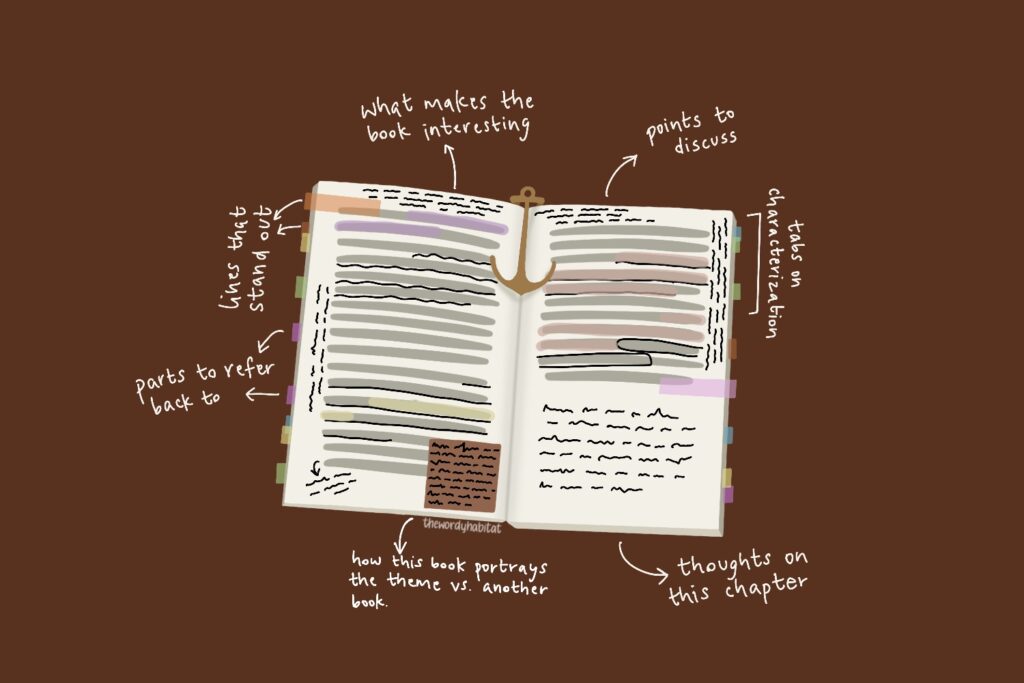 what makes the
book interesting
points to
discuss
lines that
stand out
tabs on
characterization
parts to refer
back to
thewordyhabitat
how this book portrays
the theme vs. another
book.
thoughts on
this chapter